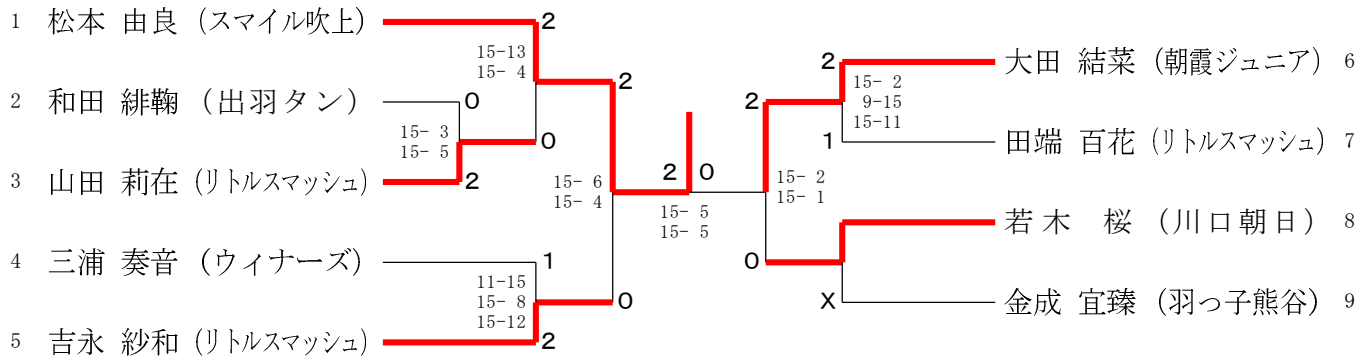 1 松本 由良 (スマイル吹上)
2 和田 緋鞠 (出羽タン)
3 山田 莉在 (リトルスマッシュ)
4 三浦 奏音 (ウィナーズ)
5 吉永 紗和 (リトルスマッシュ)
2
15-13
15- 4
0
15- 3
15- 5
2
0
2
15- 6
15- 4
1
11-15
15- 8
15-12
2
0
2 0
15- 5
15- 5
2
15- 2
15- 1
0
2
15- 2
9-15
15-11
1
X
大田 結菜 (朝霞ジュニア) 6
田端 百花 (リトルスマッシュ) 7
若木 桜 (川口朝日) 8
金成 宜臻 (羽っ子熊谷) 9